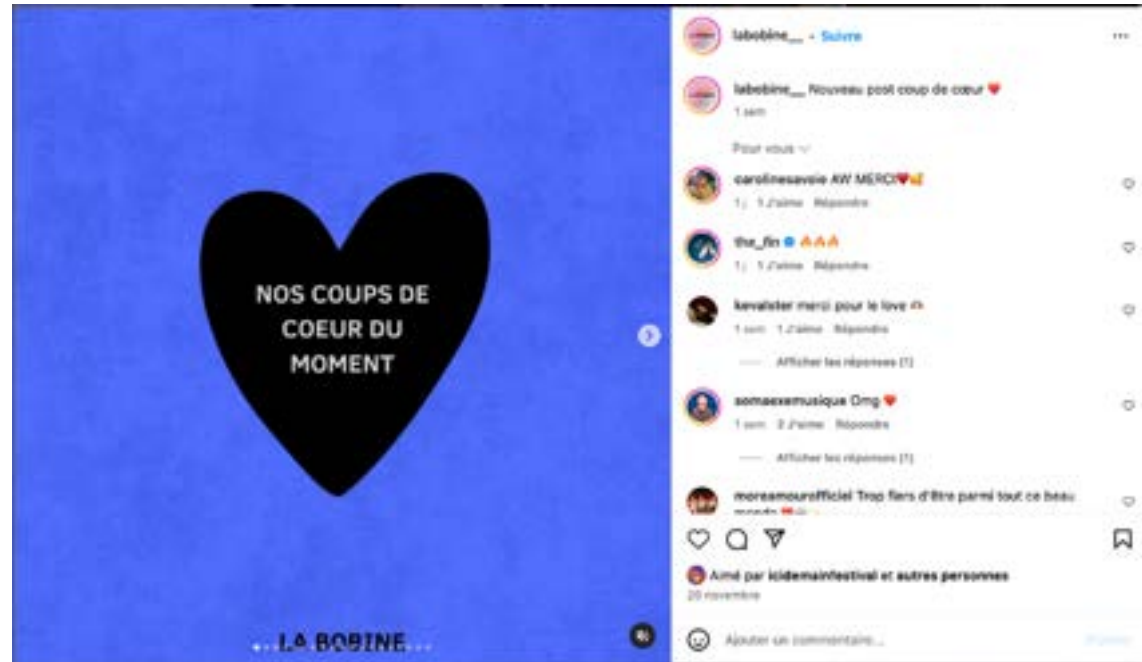 NOS COUPS DE
COEUR DU
MOMENT
LA BOBINE
labobine__ • Suivre
labobine__ Nouveau post coup de cœur ❤️
1 sem
Pour vous
carolinesavoie AW MERCI❤️🥰
1 j 1 J'aime Répondre
the_fin 🔥🔥🔥
1 j 1 J'aime Répondre
kevalster merci pour le love 🫶🏽
1 sem 1 J'aime Répondre
Afficher les réponses (1)
somaexemusique Omg ❤️
1 sem 2 J'aime Répondre
Afficher les réponses (1)
moreamourofficiel Trop fiers d'être parmi tout ce beau
monde
Aimé par icidemainfestival et autres personnes
20 novembre
Ajouter un commentaire...
Publier